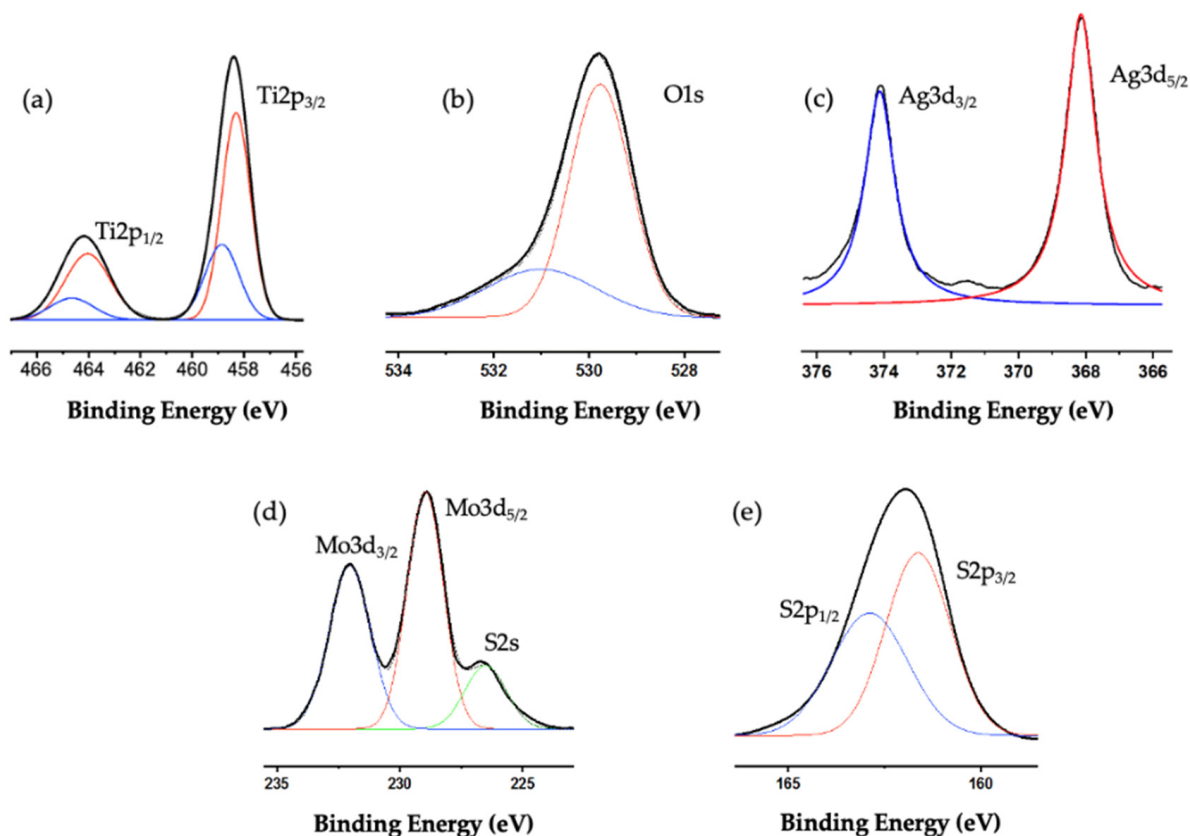 (a)
Ti2p3/2
Ti2p1/2
466 464 462 460 458 456
Binding Energy (eV)
(b)
O1s
534 532 530 528
Binding Energy (eV)
(c)
Ag3d3/2
Ag3d5/2
376 374 372 370 368 366
Binding Energy (eV)
(d)
Mo3d5/2
Mo3d3/2
S2s
235 230 225
Binding Energy (eV)
(e)
S2p3/2
S2p1/2
165 160
Binding Energy (eV)